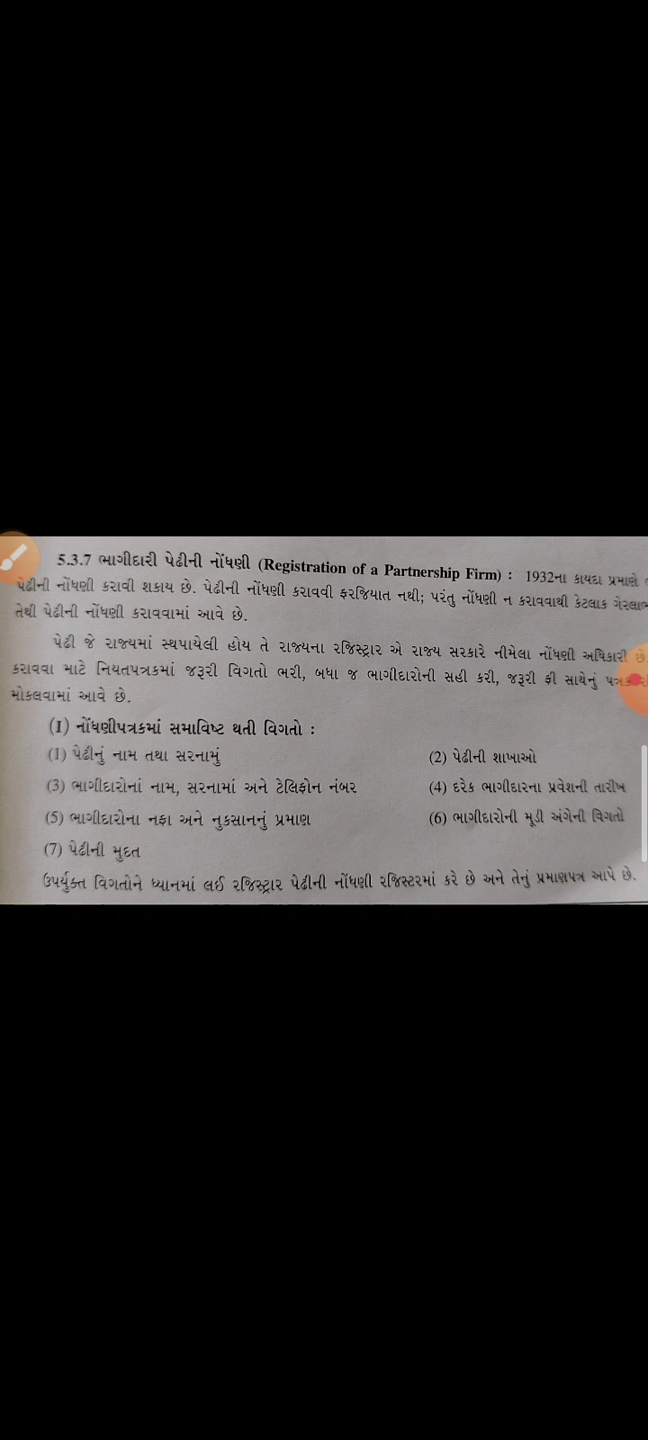 5.3.7 ભાગીદારી પેઢીની નોંધણી (Registration of a Partnership Firm) : 1932ના કાયદા પ્રમાણે
પેઢીની નોંધણી કરાવી શકાય છે. પેઢીની નોંધણી કરાવવી ફરજિયાત નથી; પરંતુ નોંધણી ન કરાવવાથી કેટલાક
તેથી પેઢીની નોંધણી કરાવવામાં આવે છે.
પેઢી જે રાજ્યમાં સ્થપાયેલી હોય તે રાજ્યના રજિસ્ટ્રાર એ રાજ્ય સરકારે નીમેલા નોંધણી અધિકારી છે.
કરાવવા માટે નિયતપત્રકમાં જરૂરી વિગતો ભરી, બધા જ ભાગીદારોની સહી કરી, જરૂરી ફી સાથેનું
મોકલવામાં આવે છે.
(I) નોંધણીપત્રકમાં સમાવિષ્ટ થતી વિગતો :
(1) પેઢીનું નામ તથા સરનામું (2) પેઢીની શાખાઓ
(3) ભાગીદારોનાં નામ, સરનામાં અને ટેલિફોન નંબર (4) દરેક ભાગીદારના પ્રવેશની તારીખ
(5) ભાગીદારોના નફા અને નુકસાનનું પ્રમાણ (6) ભાગીદારોની મૂડી અંગેની વિગતો
(7) પેઢીની મુદત
ઉપર્યુક્ત વિગતોને ધ્યાનમાં લઈ રજિસ્ટ્રાર પેઢીની નોંધણી રજિસ્ટરમાં કરે છે અને તેનું પ્રમાણપત્ર આપે છે.